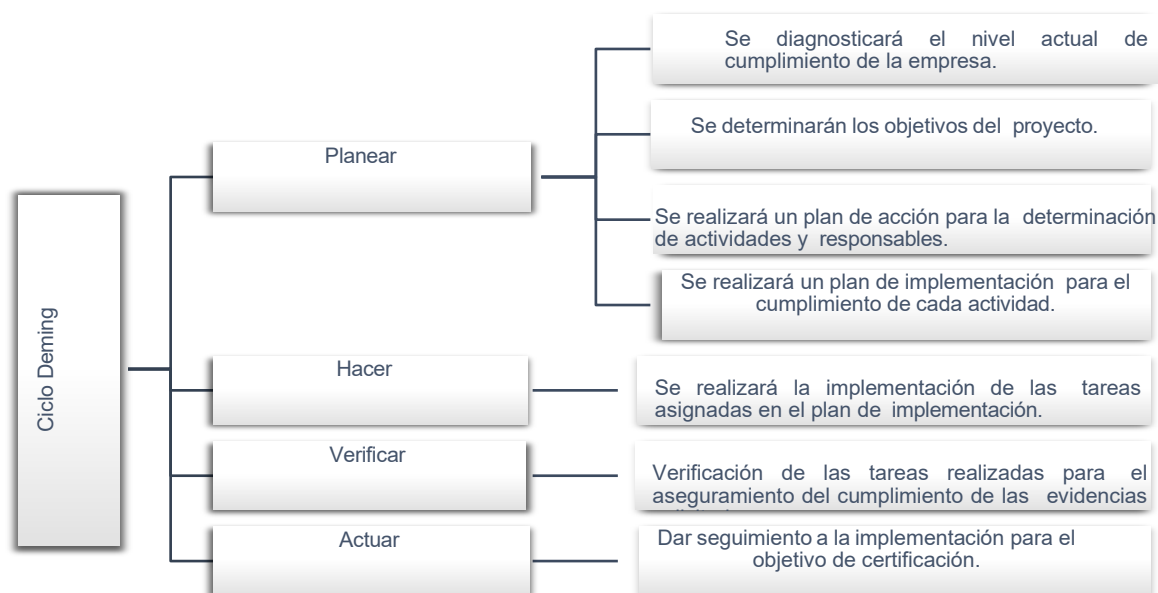 Ciclo Deming
Planear
Se diagnosticará el nivel actual de
cumplimiento de la empresa.
Se determinarán los objetivos del proyecto.
Se realizará un plan de acción para la determinación
de actividades y responsables.
Se realizará un plan de implementación para el
cumplimiento de cada actividad.
Hacer
Se realizará la implementación de las tareas
asignadas en el plan de implementación.
Verificar
Verificación de las tareas realizadas para el
aseguramiento del cumplimiento de las evidencias
Actuar
Dar seguimiento a la implementación para el
objetivo de certificación.